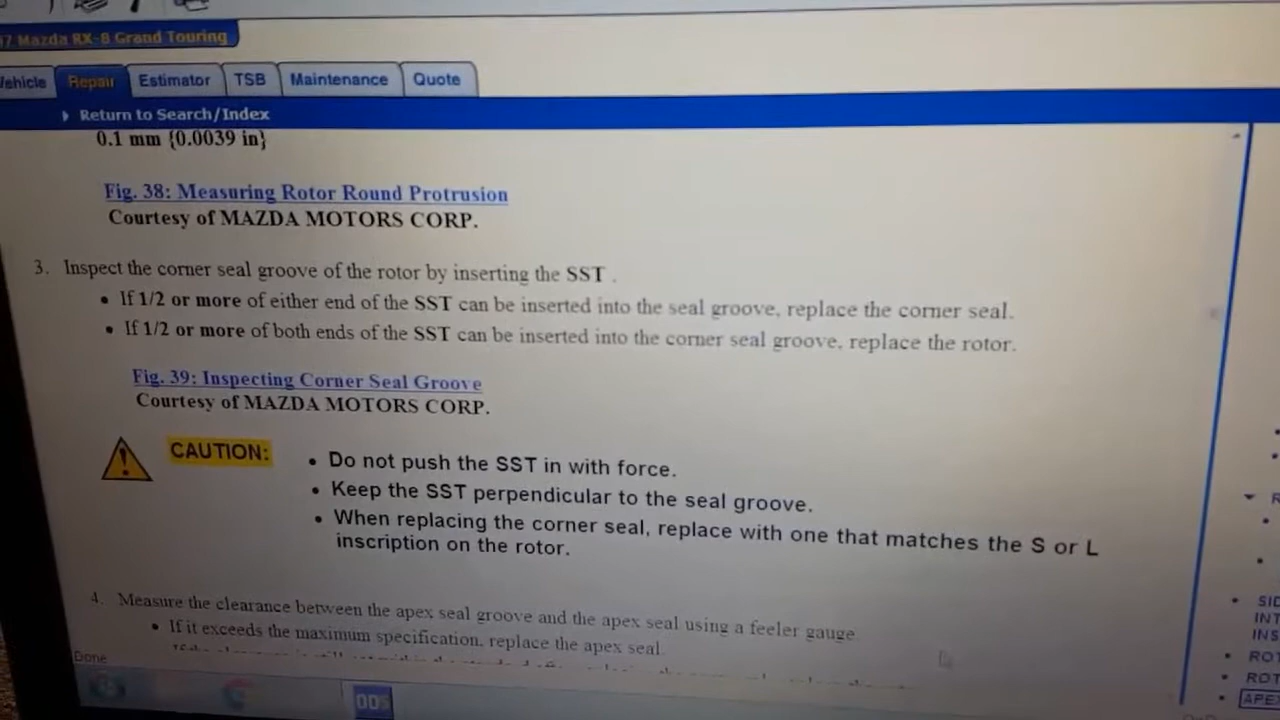 7 Mazda RX-8 Grand Touring
Vehicle Repair Estimator TSB Maintenance Quote
Return to Search/Index
0.1 mm {0.0039 in}
Fig. 38: Measuring Rotor Round Protrusion
Courtesy of MAZDA MOTORS CORP.
3. Inspect the corner seal groove of the rotor by inserting the SST .
• If 1/2 or more of either end of the SST can be inserted into the seal groove, replace the corner seal.
• If 1/2 or more of both ends of the SST can be inserted into the corner seal groove, replace the rotor.
Fig. 39: Inspecting Corner Seal Groove
Courtesy of MAZDA MOTORS CORP.
CAUTION:
• Do not push the SST in with force.
• Keep the SST perpendicular to the seal groove.
• When replacing the corner seal, replace with one that matches the S or L
inscription on the rotor.
4. Measure the clearance between the apex seal groove and the apex seal using a feeler gauge
• If it exceeds the maximum specification, replace the apex seal.
Done
R
SID
INT
INS
ROT
ROT
APE